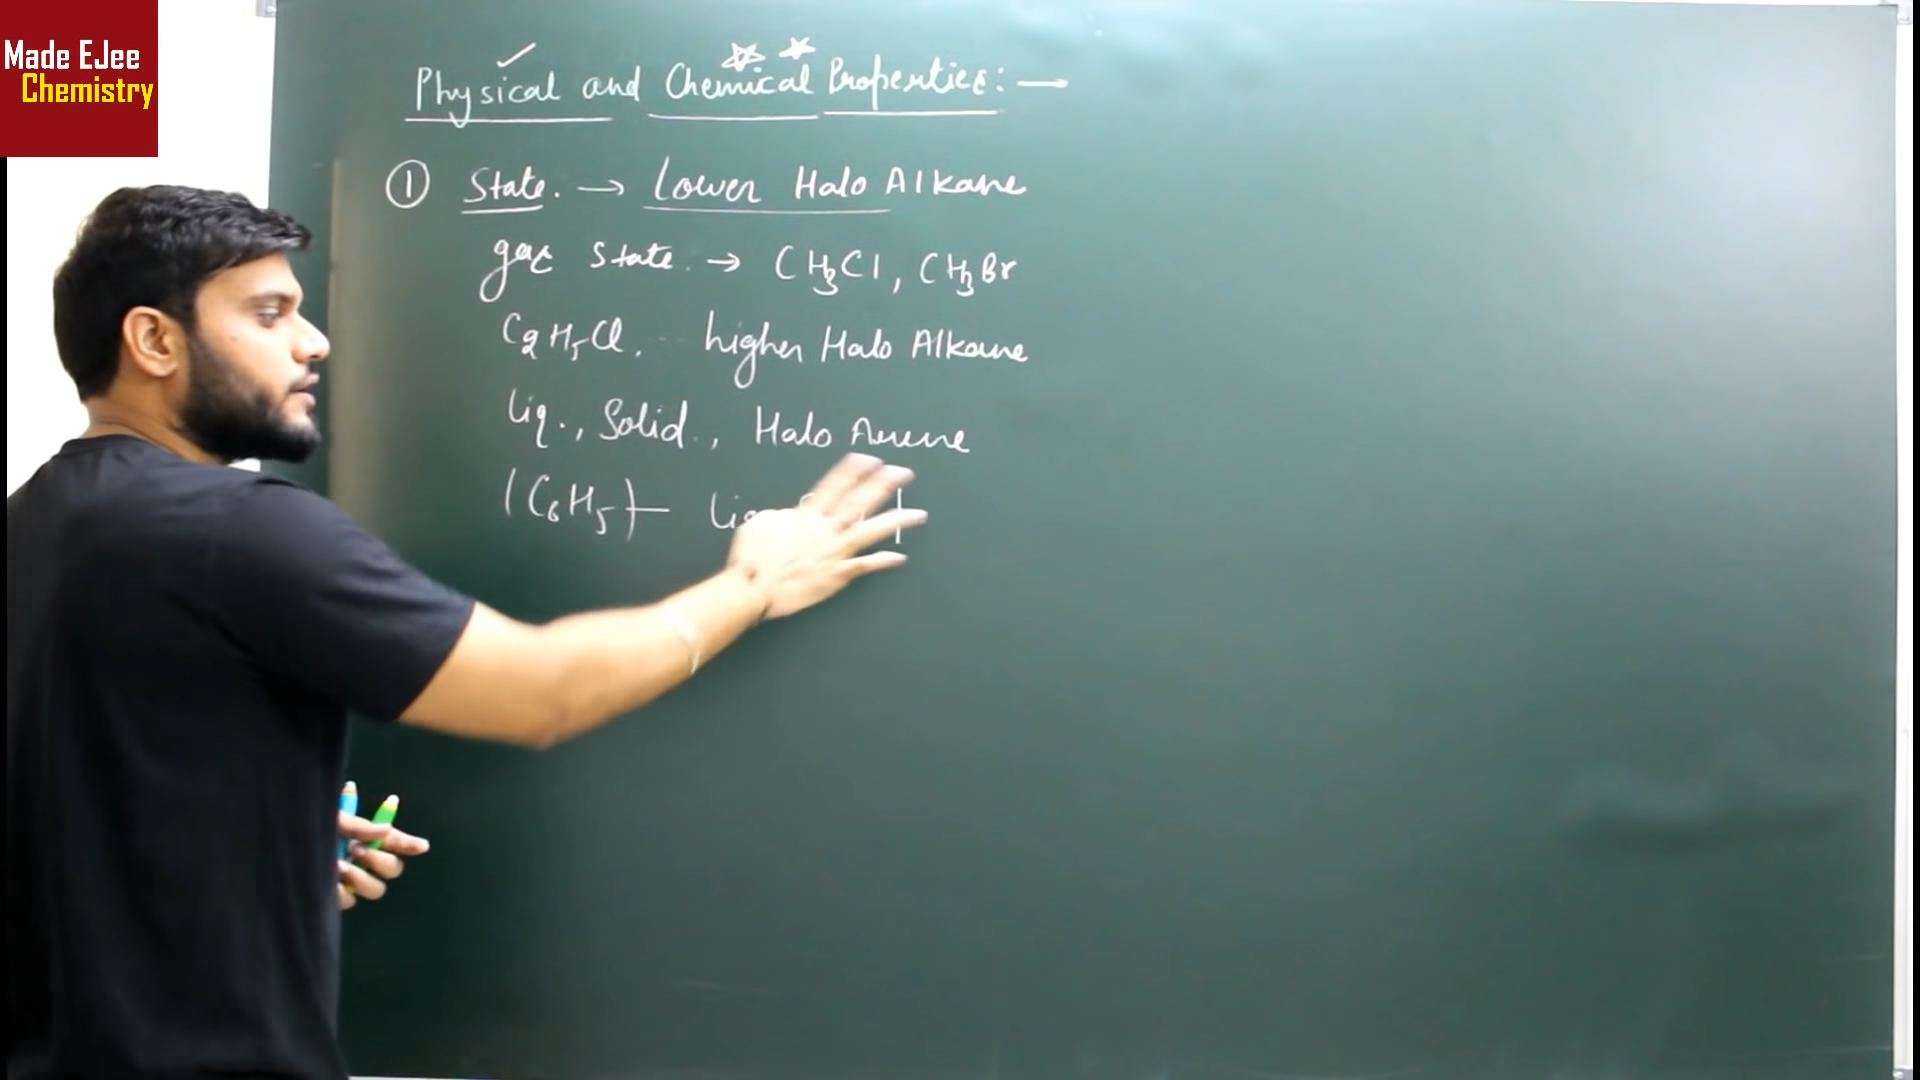 Made EJee
Chemistry
Physical and Chemical Properties: →
① State. → Lower Halo Alkane
gas state. → CH₃Cl, CH₃Br
C₂H₅Cl. higher Halo Alkane
Liq., Solid., Halo Arene
(C₆H₅)—